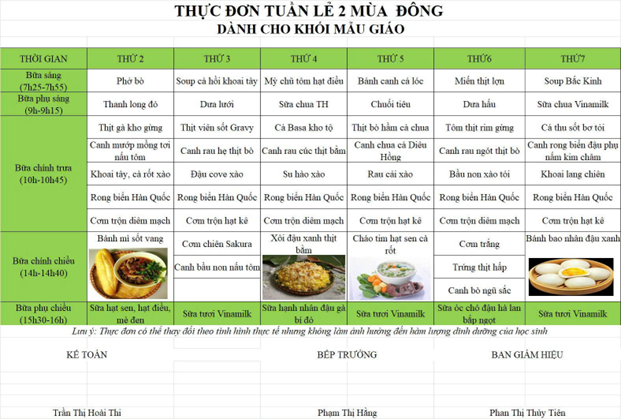 THỰC ĐƠN TUẦN LẺ 2 MÙA ĐÔNG
DÀNH CHO KHỐI MẪU GIÁO
THỜI GIAN THỨ 2 THỨ 3 THỨ 4 THỨ 5 THỨ6 THỨ7
Bữa sáng
(7h25-7h55)
Phở bò Soup cá hồi khoai tây Mỳ chũ tôm hạt điều Bánh canh cá lóc Miến thịt lợn Soup Bắc Kinh
Bữa phụ sáng
(9h-9h15)
Thanh long đỏ Dưa lưới Sữa chua TH Chuối tiêu Dưa hấu Sữa chua Vinamilk
Bữa chính trưa
(10h-10h45)
Thịt gà kho gừng Thịt viên sốt Gravy Cá Basa kho tộ Thịt bò hầm cà chua Tôm thịt rim gừng Cá thu sốt bơ tỏi
Canh mướp mồng tơi
nấu tôm
Canh rau hẹ thịt bò Canh rau cúc thịt bằm Canh chua cá Diêu
Hồng
Canh rau ngót thịt bò Canh rong biển đậu phụ
nấm kim châm
Khoai tây, cà rốt xào Đậu cove xào Su hào xào Rau cải xào Bầu non xào tỏi Khoai lang chiên
Rong biển Hàn Quốc Rong biển Hàn Quốc Rong biển Hàn Quốc Rong biển Hàn Quốc Rong biển Hàn Quốc Rong biển Hàn Quốc
Cơm trộn diêm mạch Cơm trộn hạt kê Cơm trộn diêm mạch Cơm trộn hạt kê Cơm trộn diêm mạch Cơm trộn hạt kê
Bữa chính chiều
(14h-14h40)
Bánh mì sốt vang
Cơm chiên Sakura
Canh bầu non nấu tôm
Xôi đậu xanh thịt
bằm
Cháo tim hạt sen cà
rốt
Cơm trắng
Trứng thịt hấp
Canh bò ngũ sắc
Bánh bao nhân đậu xanh
Bữa phụ chiều
(15h30-16h)
Sữa hạt sen, hạt điều,
mè đen
Sữa tươi Vinamilk
Sữa hạnh nhân đậu gà
bí đỏ
Sữa tươi Vinamilk
Sữa óc chó đậu hà lan
bắp ngọt
Sữa tươi Vinamilk
Lưu ý: Thực đơn có thể thay đổi theo tình hình thực tế nhưng không làm ảnh hưởng đến hàm lượng dinh dưỡng của học sinh
KẾ TOÁN BẾP TRƯỞNG BAN GIÁM HIỆU
Trần Thị Hoài Thi Phạm Thị Hằng Phan Thị Thủy Tiên